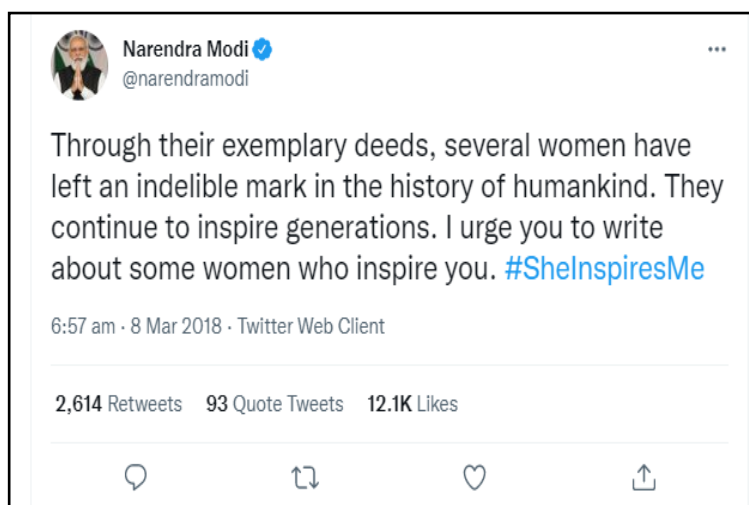 Narendra Modi
@narendramodi
Through their exemplary deeds, several women have
left an indelible mark in the history of humankind. They
continue to inspire generations. I urge you to write
about some women who inspire you. #SheInspiresMe
6:57 am · 8 Mar 2018 · Twitter Web Client
2,614 Retweets 93 Quote Tweets 12.1K Likes